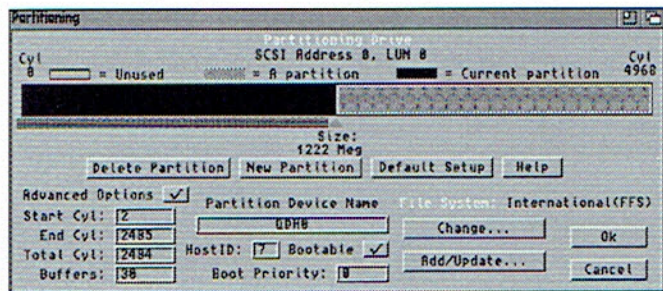 Partitioning
Partitioning Drive
SCSI Address 0, LUN 0
Cyl
0
= Unused
= A partition
= Current partition
Cyl
4968
Size:
1222 Meg
Delete Partition
New Partition
Default Setup
Help
Advanced Options
Start Cyl: 2
End Cyl: 2485
Total Cyl: 2484
Buffers: 30
Partition Device Name
QDH0
HostID: 7
Bootable
Boot Priority: 0
File System: International(FFS)
Change...
Add/Update...
Ok
Cancel